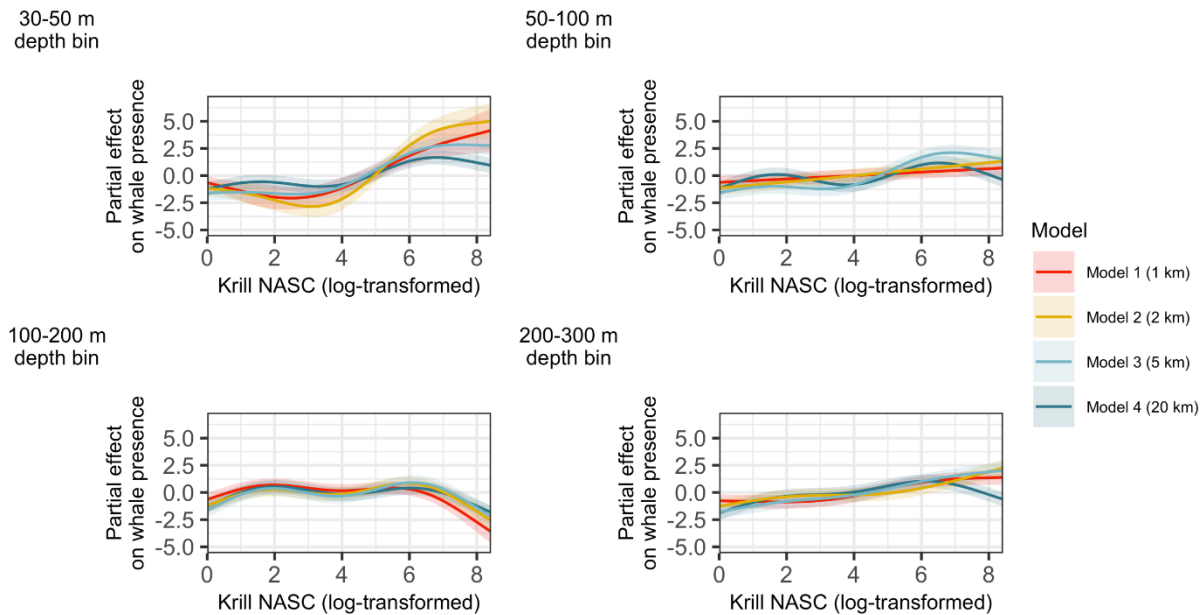 30-50 m
depth bin
Partial effect
on whale presence
5.0
2.5
0.0
-2.5
-5.0
0 2 4 6 8
Krill NASC (log-transformed)
50-100 m
depth bin
Partial effect
on whale presence
5.0
2.5
0.0
-2.5
-5.0
0 2 4 6 8
Krill NASC (log-transformed)
100-200 m
depth bin
Partial effect
on whale presence
5.0
2.5
0.0
-2.5
-5.0
0 2 4 6 8
Krill NASC (log-transformed)
200-300 m
depth bin
Partial effect
on whale presence
5.0
2.5
0.0
-2.5
-5.0
0 2 4 6 8
Krill NASC (log-transformed)
Model
Model 1 (1 km)
Model 2 (2 km)
Model 3 (5 km)
Model 4 (20 km)